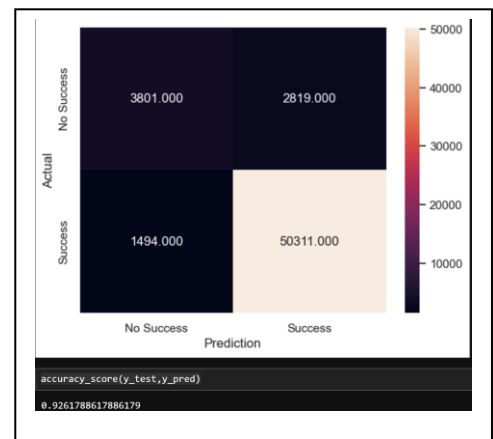 50000
No Success
3801.000
2819.000
40000
Actual
30000
20000
Success
1494.000
50311.000
10000
No Success
Success
Prediction
accuracy_score(y_test,y_pred)
0.9261788617886179